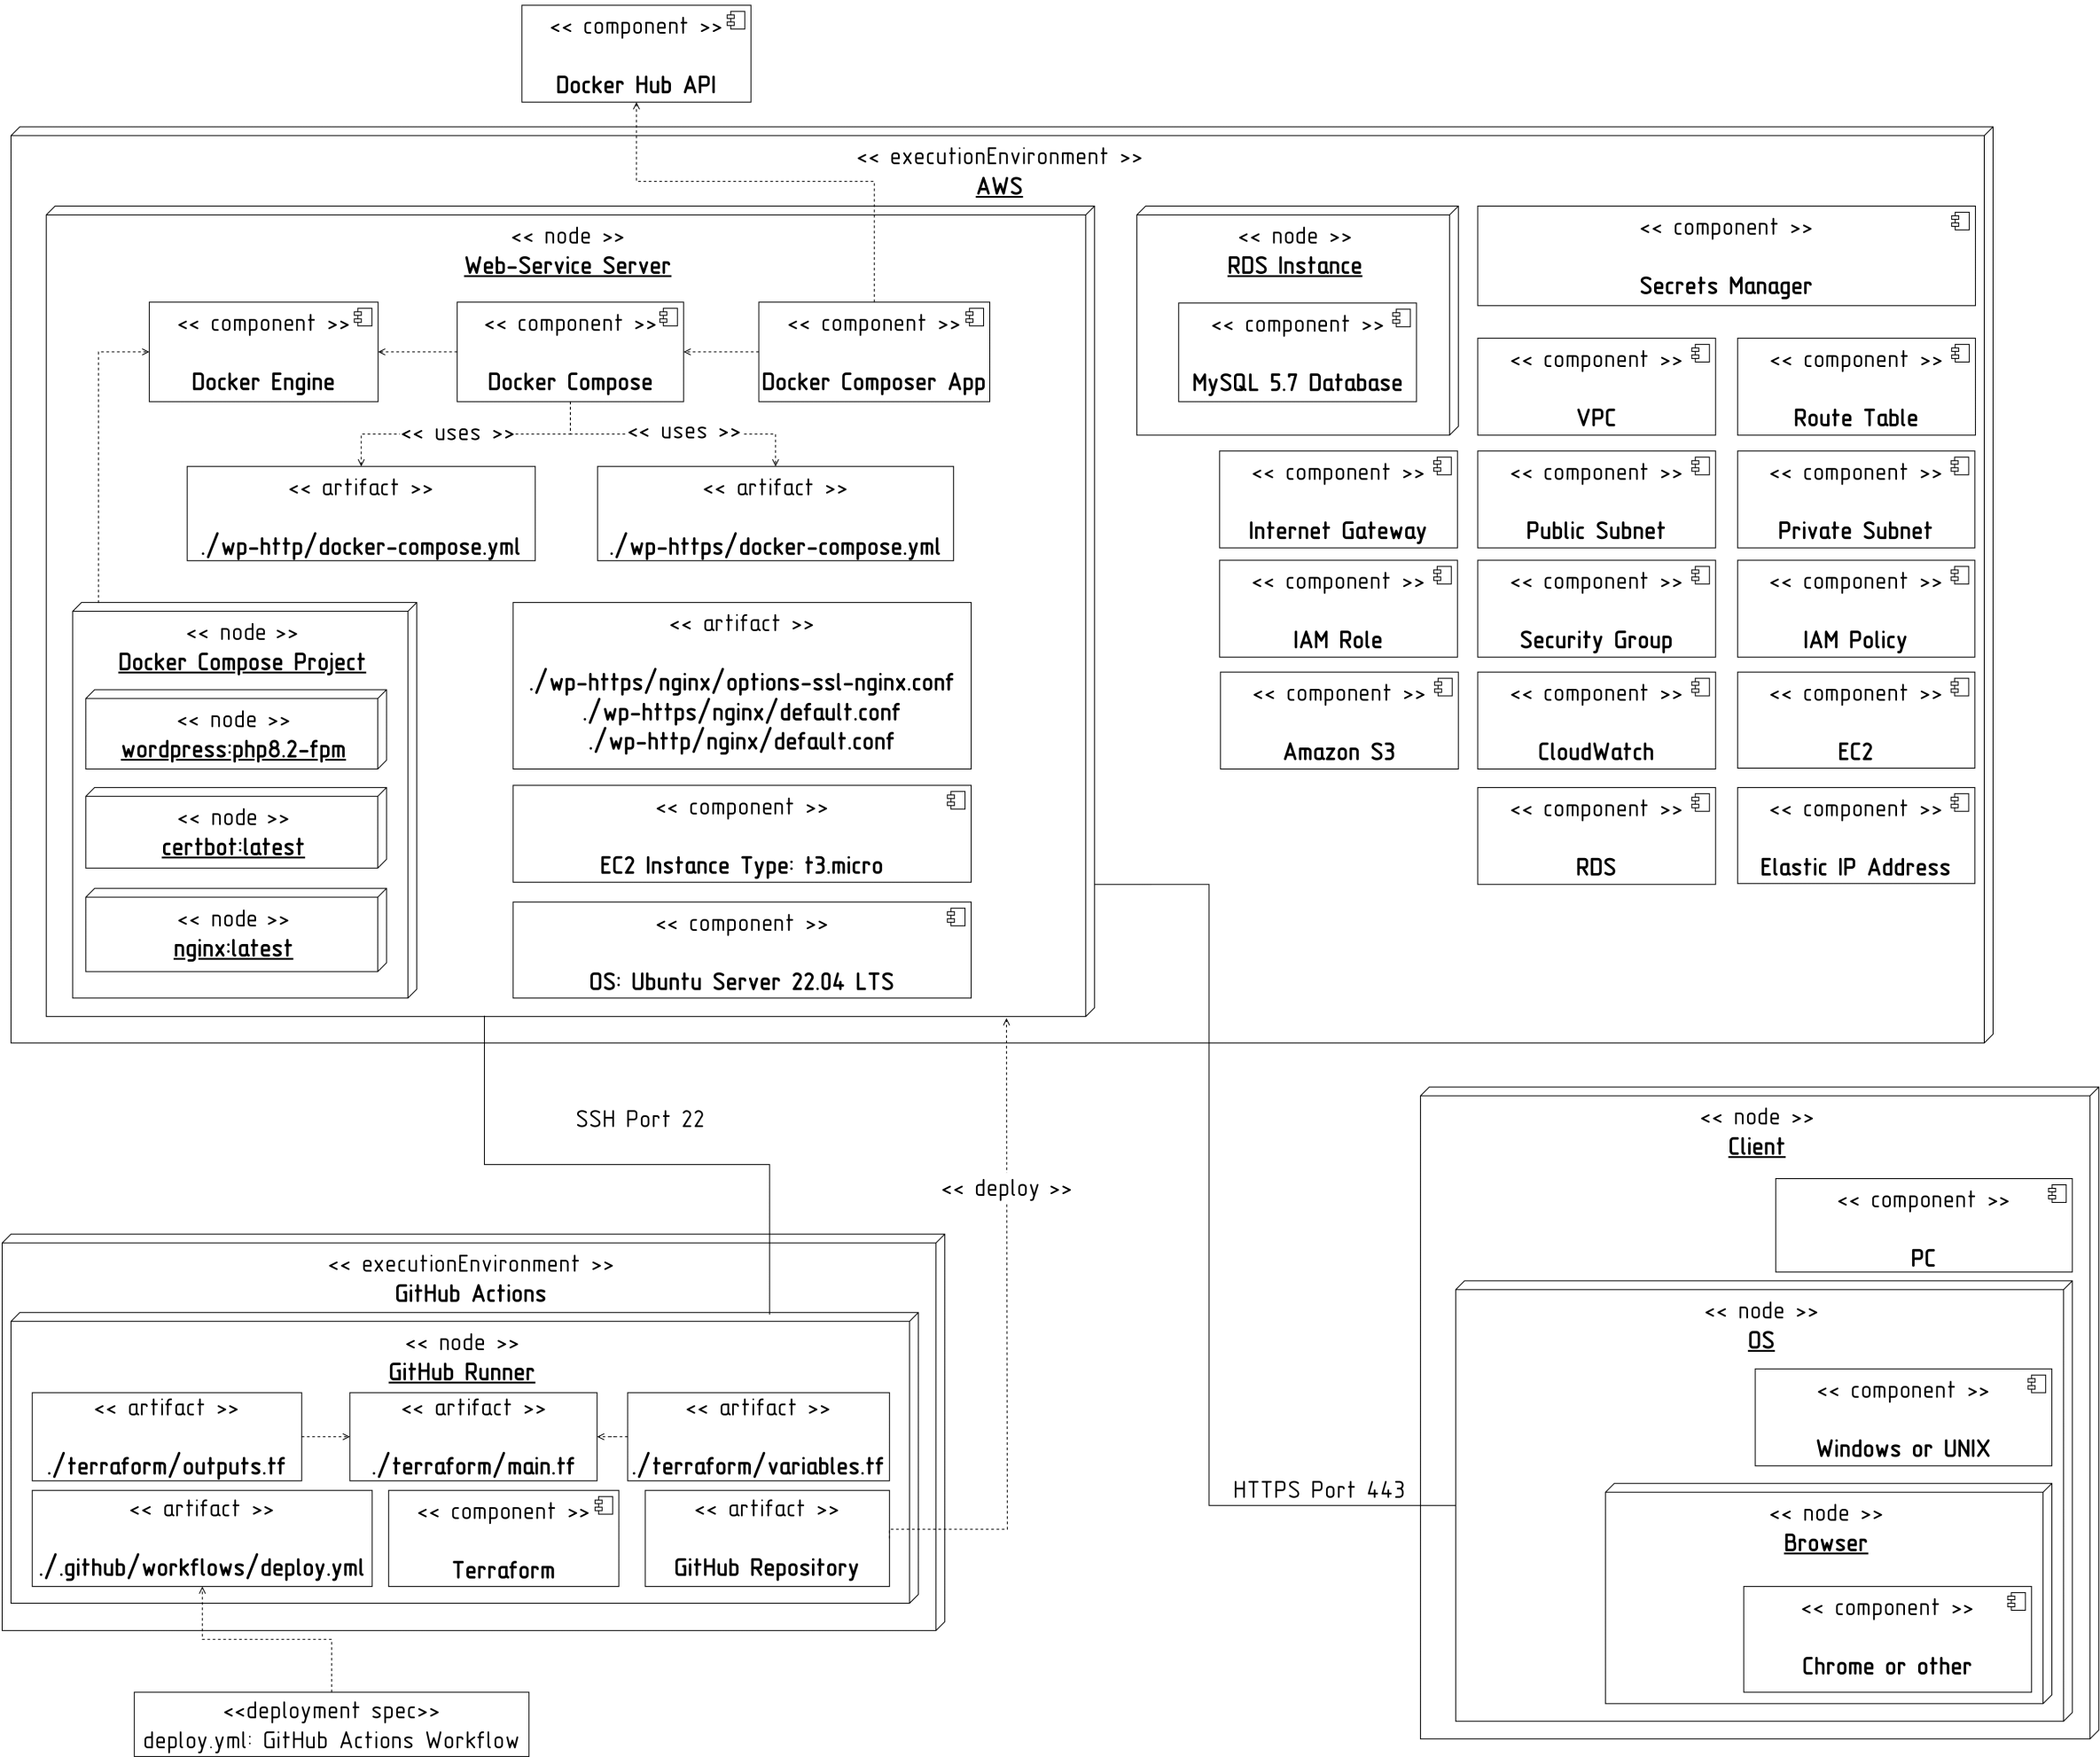 << component >>
Docker Hub API
<< executionEnvironment >>
AWS
<< node >>
Web-Service Server
<< component >>
Docker Engine
<< component >>
Docker Compose
<< component >>
Docker Composer App
<< uses >>
<< uses >>
<< artifact >>
./wp-http/docker-compose.yml
<< artifact >>
./wp-https/docker-compose.yml
<< node >>
Docker Compose Project
<< node >>
wordpress:php8.2-fpm
<< node >>
certbot:latest
<< node >>
nginx:latest
<< artifact >>
./wp-https/nginx/options-ssl-nginx.conf
./wp-https/nginx/default.conf
./wp-http/nginx/default.conf
<< component >>
EC2 Instance Type: t3.micro
<< component >>
OS: Ubuntu Server 22.04 LTS
<< node >>
RDS Instance
<< component >>
MySQL 5.7 Database
<< component >>
Secrets Manager
<< component >>
VPC
<< component >>
Route Table
<< component >>
Internet Gateway
<< component >>
Public Subnet
<< component >>
Private Subnet
<< component >>
IAM Role
<< component >>
Security Group
<< component >>
IAM Policy
<< component >>
Amazon S3
<< component >>
CloudWatch
<< component >>
EC2
<< component >>
RDS
<< component >>
Elastic IP Address
SSH Port 22
<< deploy >>
HTTPS Port 443
<< executionEnvironment >>
GitHub Actions
<< node >>
GitHub Runner
<< artifact >>
./terraform/outputs.tf
<< artifact >>
./terraform/main.tf
<< artifact >>
./terraform/variables.tf
<< artifact >>
./.github/workflows/deploy.yml
<< component >>
Terraform
<< artifact >>
GitHub Repository
<<deployment spec>>
deploy.yml: GitHub Actions Workflow
<< node >>
Client
<< component >>
PC
<< node >>
OS
<< component >>
Windows or UNIX
<< node >>
Browser
<< component >>
Chrome or other